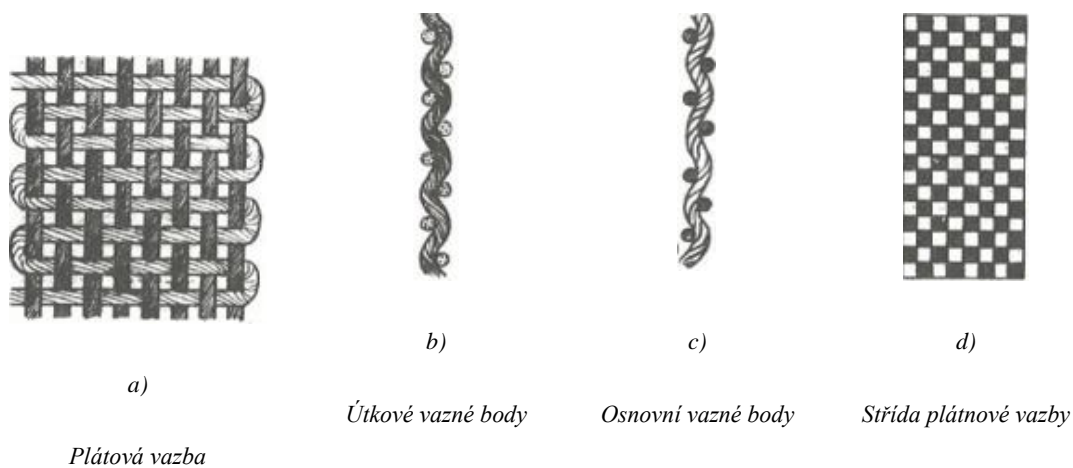 a)
Plátová vazba
b)
Útkové vazné body
c)
Osnovní vazné body
d)
Střída plátnové vazby